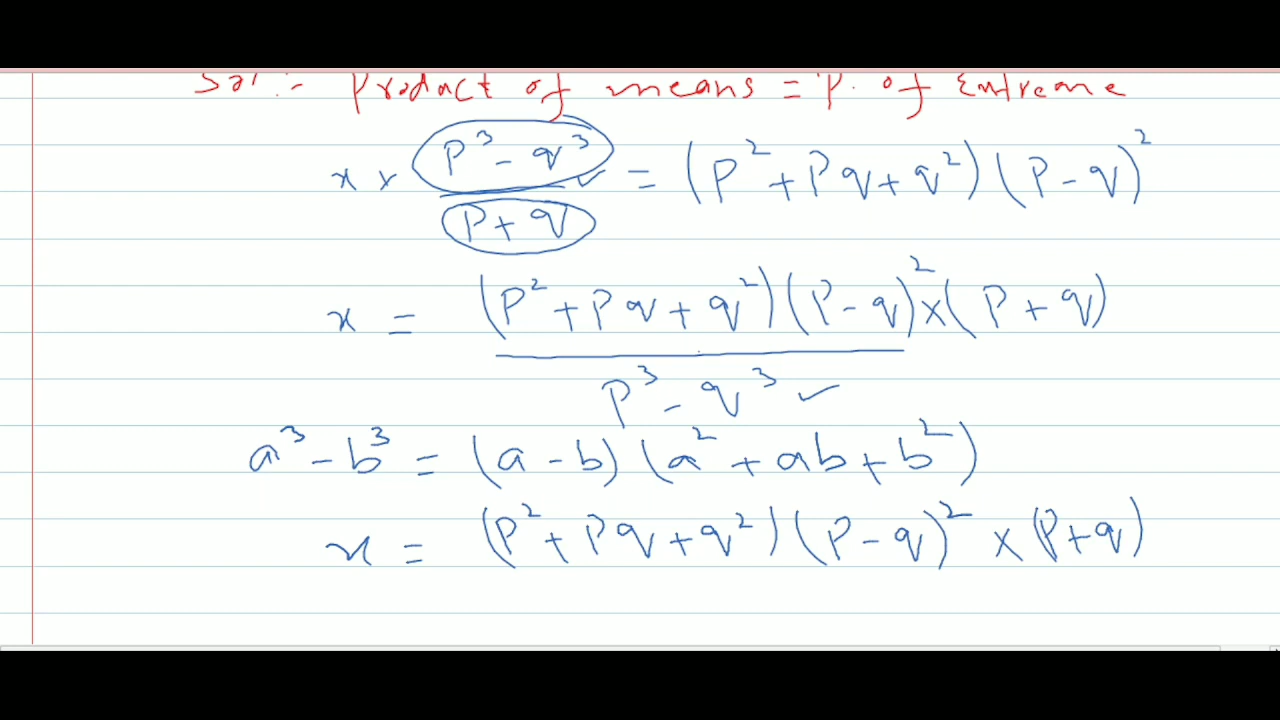 Sol :- Product of means = P. of Extreme
x × (p³ - q³)/(p + q) = (p² + pq + q²)(p - q)²
x = (p² + pq + q²)(p - q)² × (p + q)
p³ - q³ ✓
a³ - b³ = (a - b)(a² + ab + b²)
x = (p² + pq + q²)(p - q)² × (p + q)